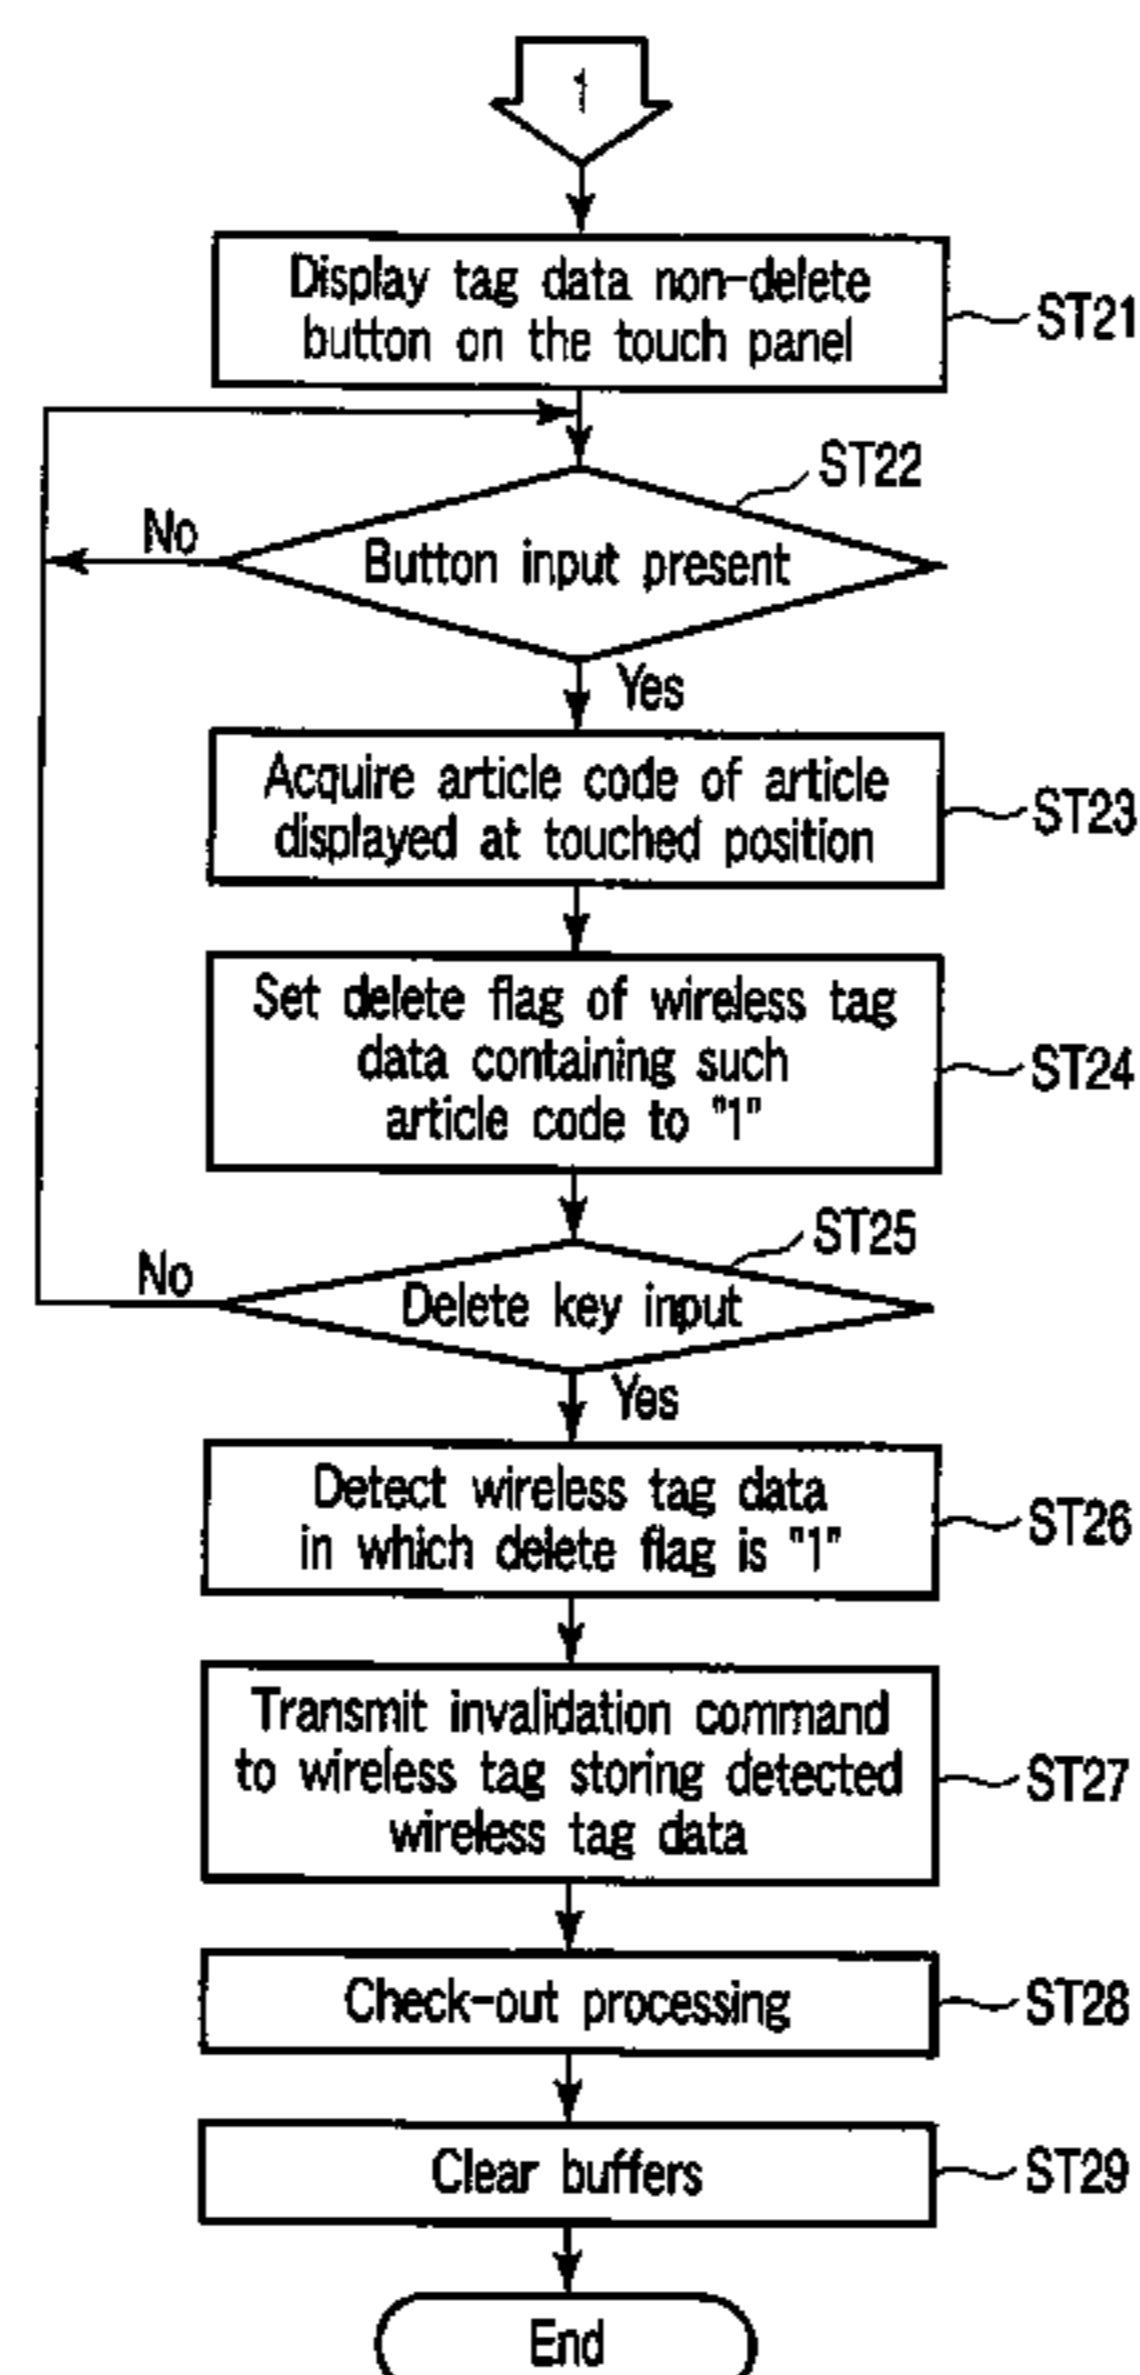 1
Display tag data non-delete
button on the touch panel
ST21
ST22
No
Button input present
Yes
Acquire article code of article
displayed at touched position
ST23
Set delete flag of wireless tag
data containing such
article code to "1"
ST24
ST25
No
Delete key input
Yes
Detect wireless tag data
in which delete flag is "1"
ST26
Transmit invalidation command
to wireless tag storing detected
wireless tag data
ST27
Check-out processing
ST28
Clear buffers
ST29
End